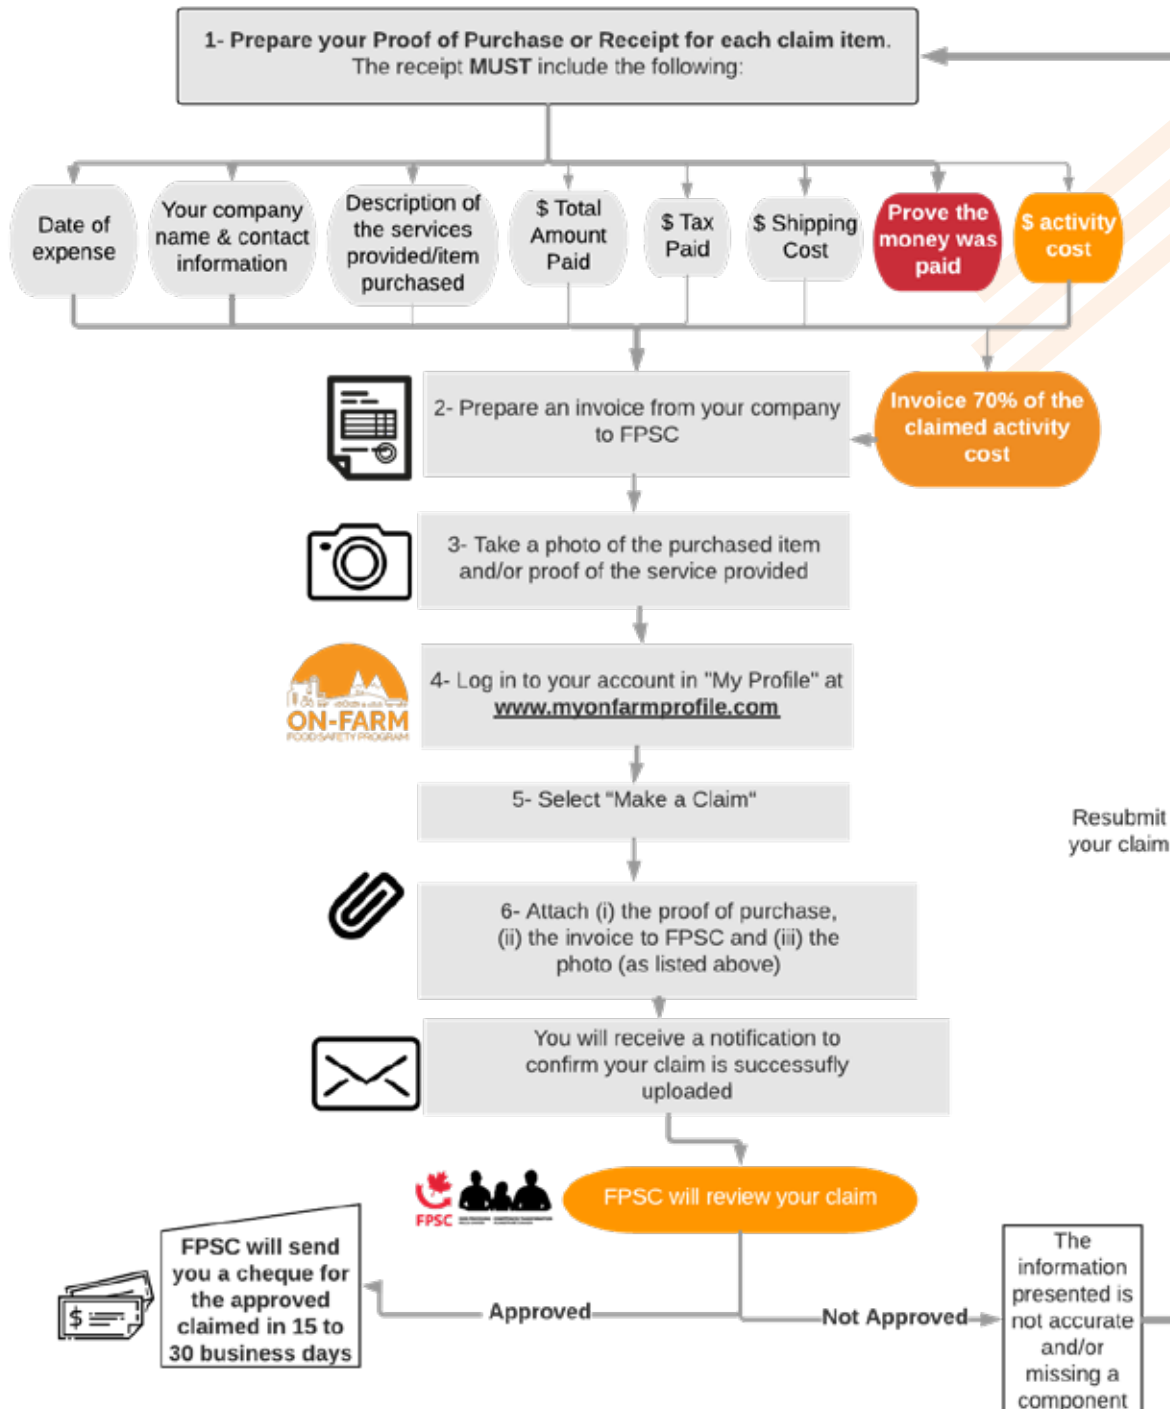 1- Prepare your Proof of Purchase or Receipt for each claim item.
The receipt MUST include the following:
Date of
expense
Your company
name & contact
information
Description of
the services
provided/item
purchased
$ Total
Amount
Paid
$ Tax
Paid
$ Shipping
Cost
Prove the
money was
paid
$ activity
cost
2- Prepare an invoice from your company
to FPSC
Invoice 70% of the
claimed activity
cost
3- Take a photo of the purchased item
and/or proof of the service provided
ON-FARM
FOOD SAFETY PROGRAM
4- Log in to your account in "My Profile" at
www.myonfarmprofile.com
5- Select “Make a Claim“
Resubmit
your claim
6- Attach (i) the proof of purchase,
(ii) the invoice to FPSC and (iii) the
photo (as listed above)
You will receive a notification to
confirm your claim is successufly
uploaded
FPSC
FPSC will review your claim
FPSC will send
you a cheque for
the approved
claimed in 15 to
30 business days
$
Approved
Not Approved
The
information
presented is
not accurate
and/or
missing a
component